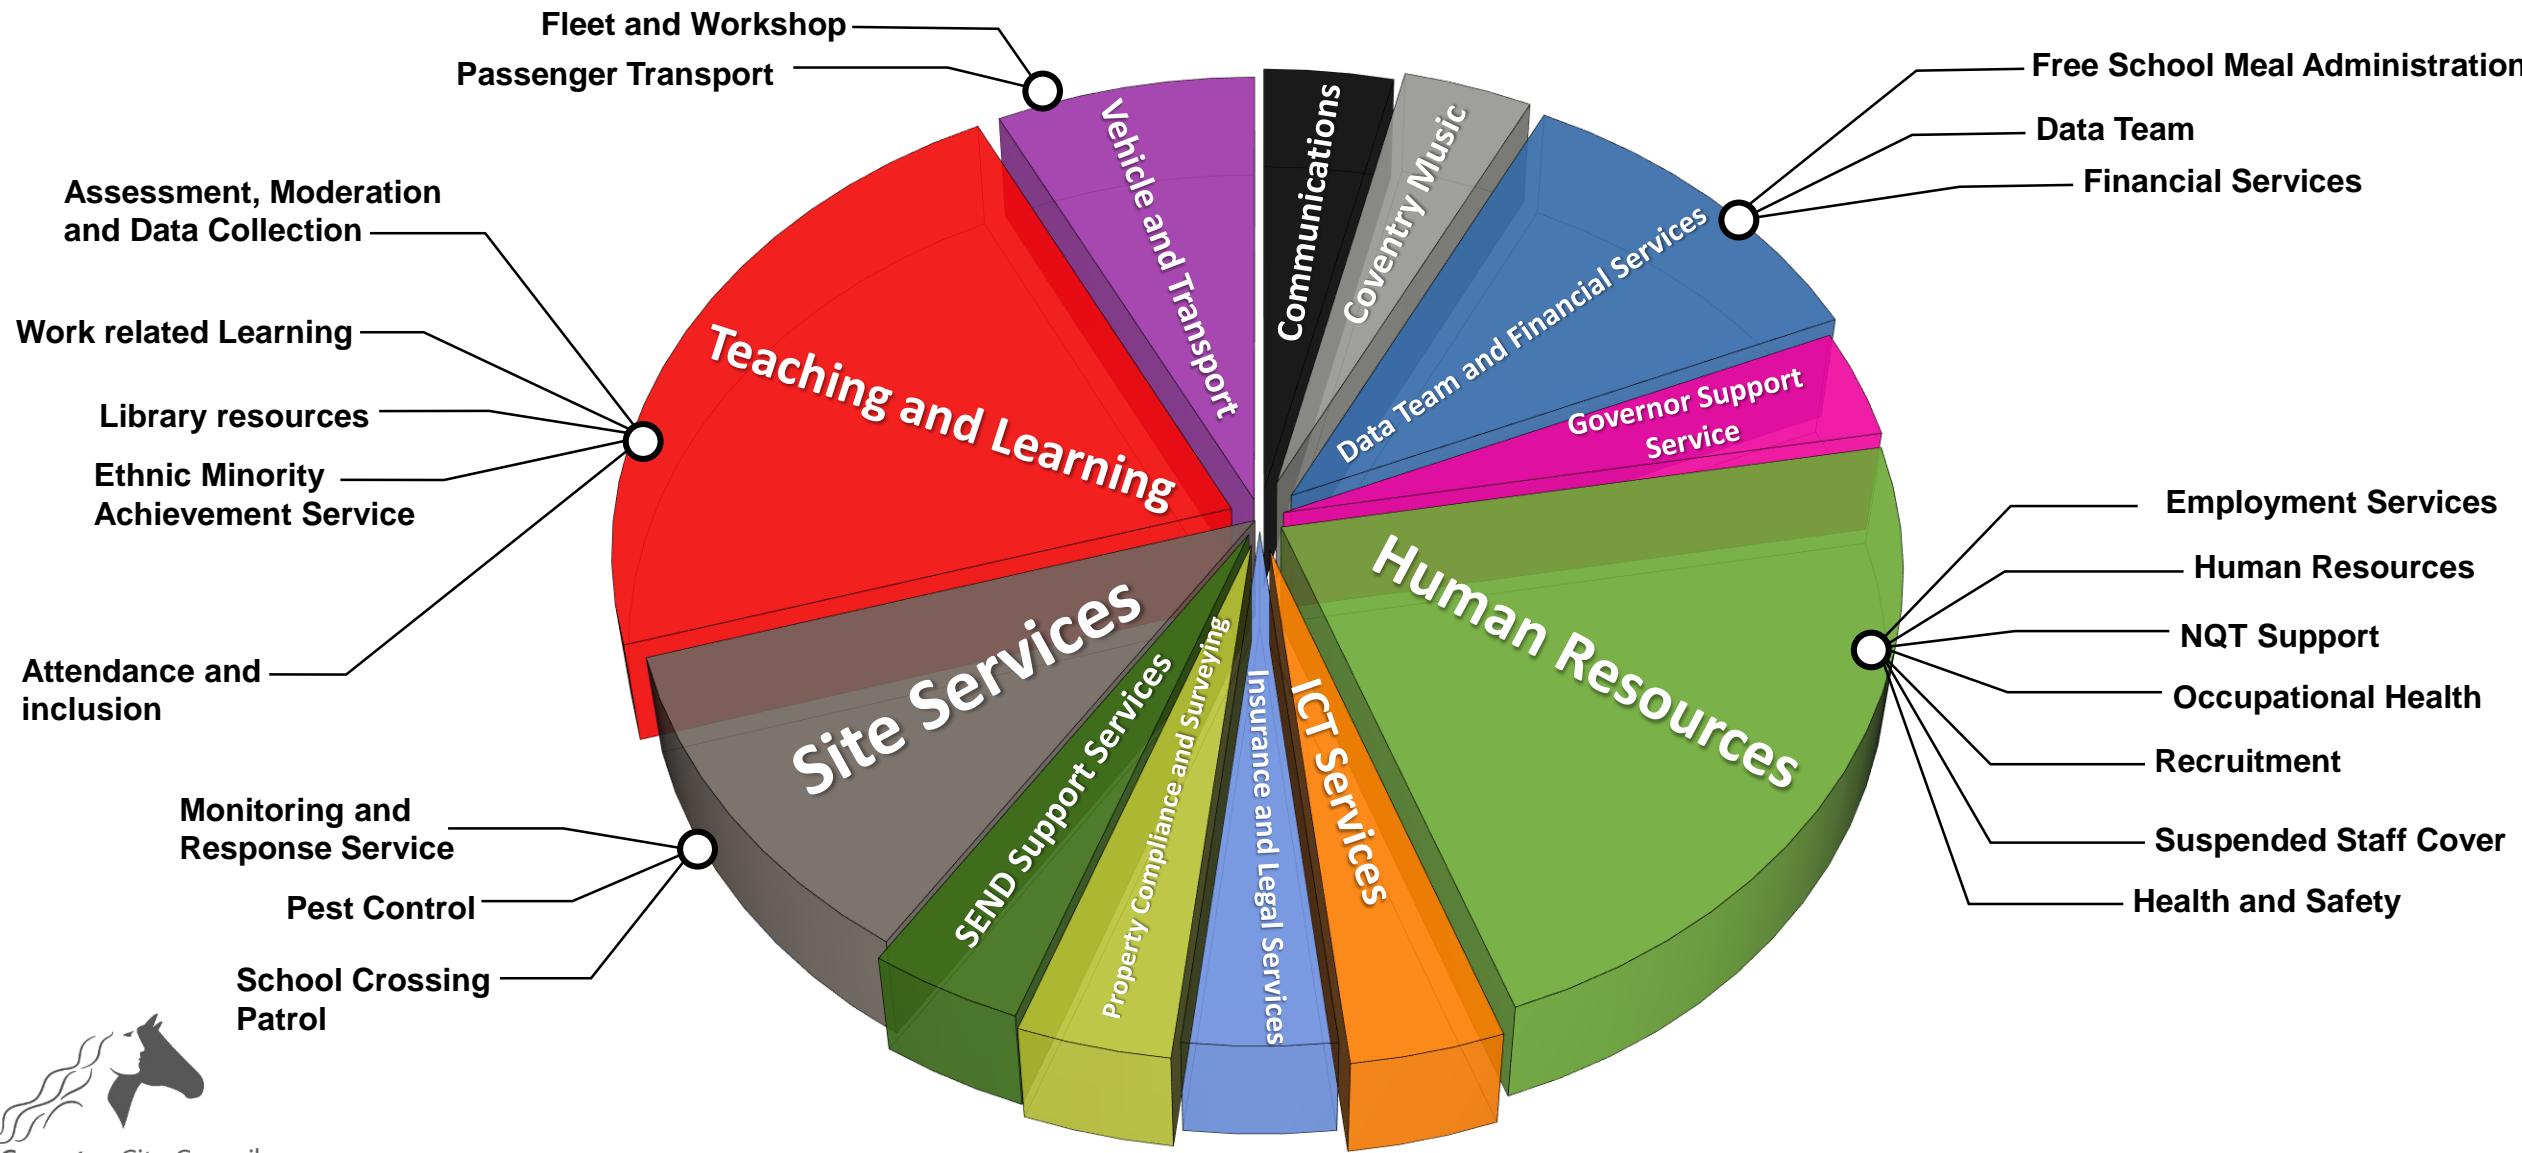 Fleet and Workshop
Passenger Transport
Free School Meal Administration
Data Team
Financial Services
Assessment, Moderation
and Data Collection
Work related Learning
Library resources
Ethnic Minority
Achievement Service
Attendance and
inclusion
Monitoring and
Response Service
Pest Control
School Crossing
Patrol
Employment Services
Human Resources
NQT Support
Occupational Health
Recruitment
Suspended Staff Cover
Health and Safety
Vehicle and Transport
Communications
Coventry Music
Data Team and Financial Services
Governor Support
Service
Human Resources
ICT Services
Insurance and Legal Services
Property Compliance and Surveying
SEND Support Services
Site Services
Teaching and Learning